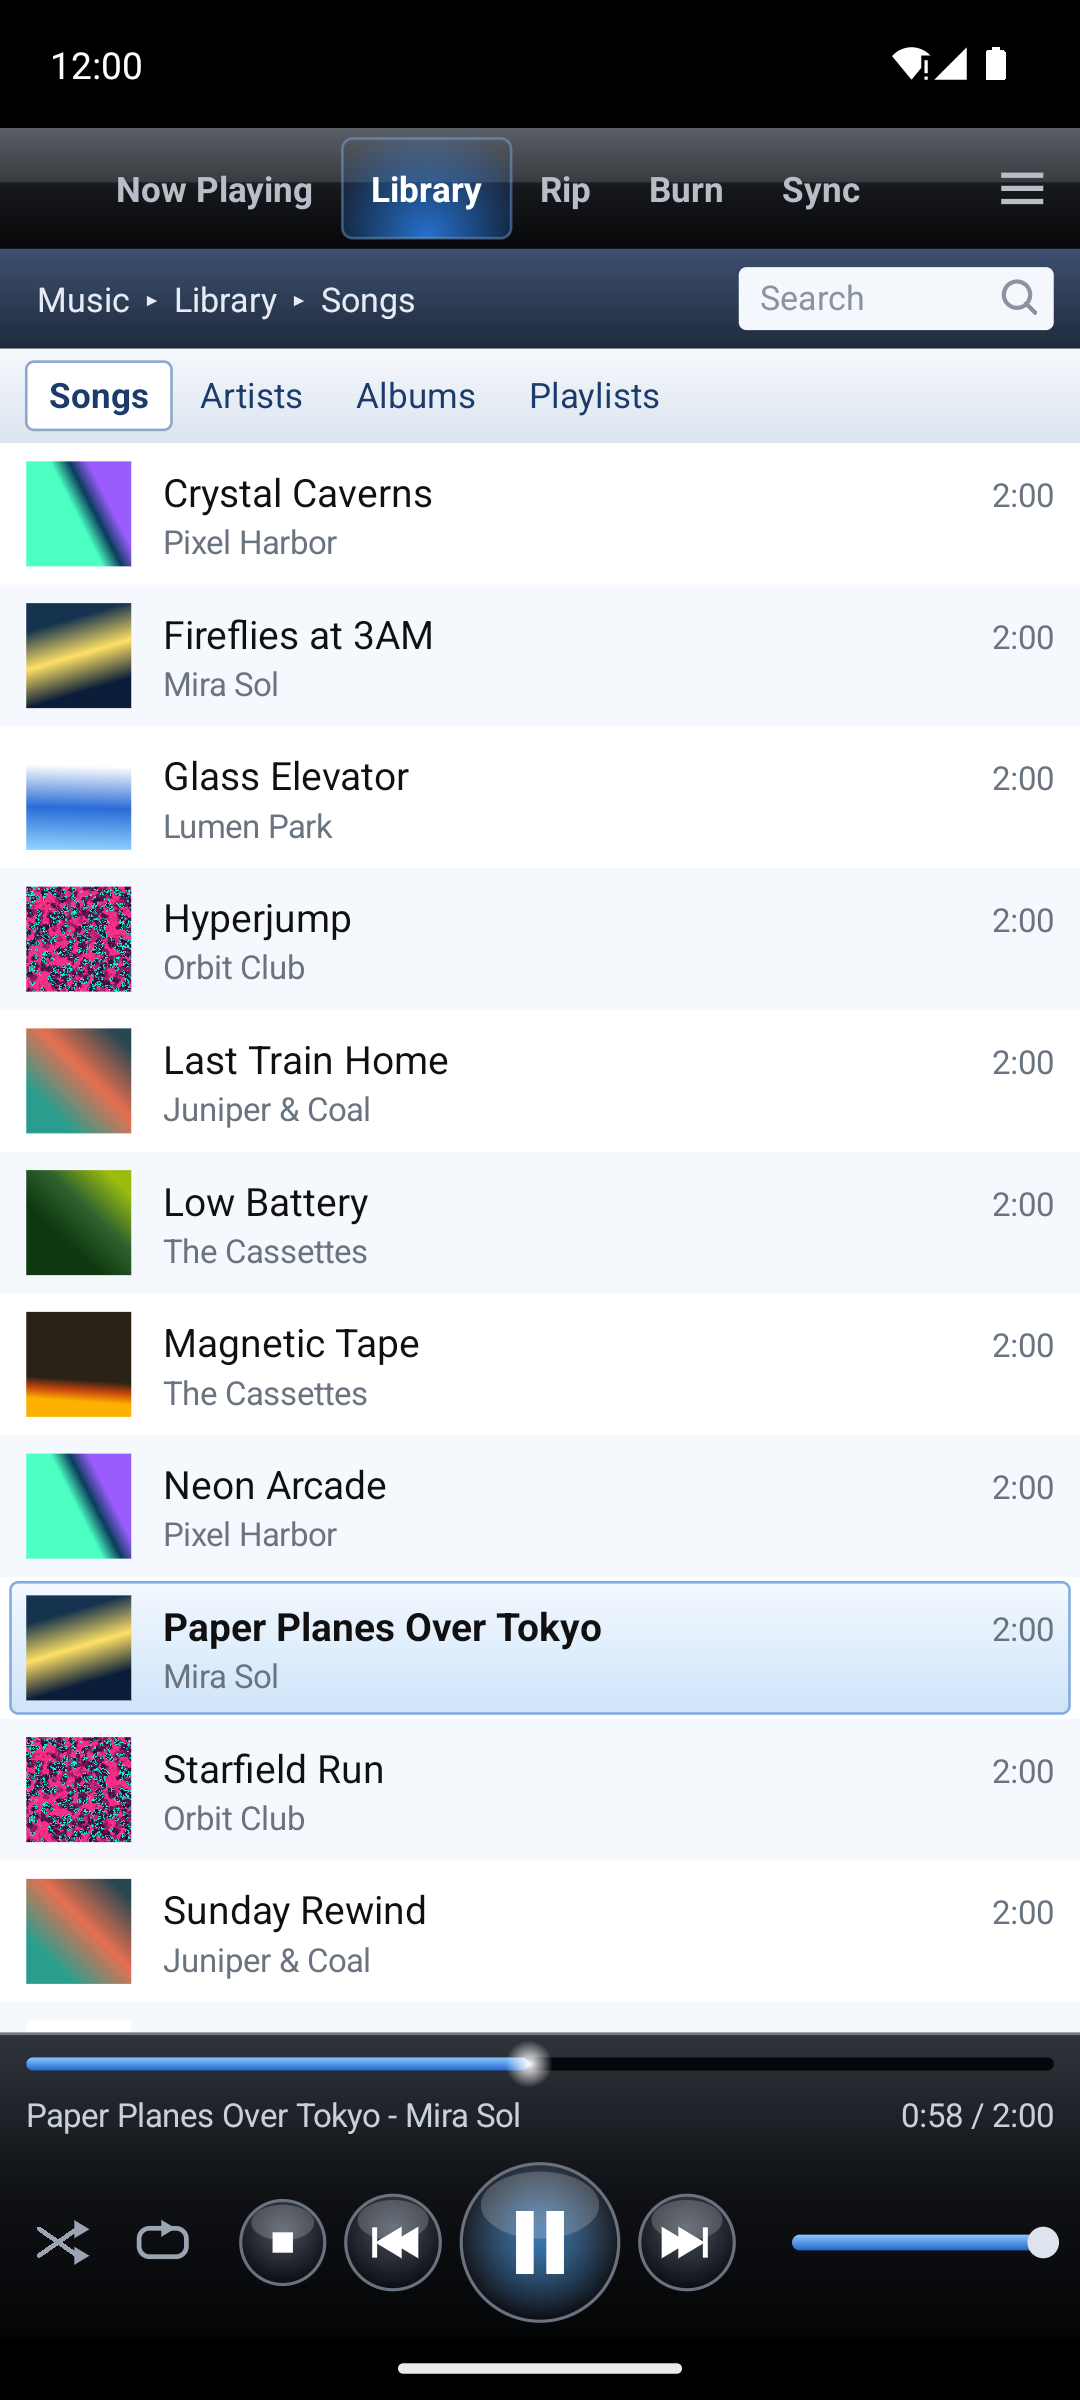 12:00
Now Playing Library Rip Burn Sync
Music ▸ Library ▸ Songs Search
Songs Artists Albums Playlists
Crystal Caverns 2:00
Pixel Harbor
Fireflies at 3AM 2:00
Mira Sol
Glass Elevator 2:00
Lumen Park
Hyperjump 2:00
Orbit Club
Last Train Home 2:00
Juniper & Coal
Low Battery 2:00
The Cassettes
Magnetic Tape 2:00
The Cassettes
Neon Arcade 2:00
Pixel Harbor
Paper Planes Over Tokyo 2:00
Mira Sol
Starfield Run 2:00
Orbit Club
Sunday Rewind 2:00
Juniper & Coal
Paper Planes Over Tokyo - Mira Sol 0:58 / 2:00